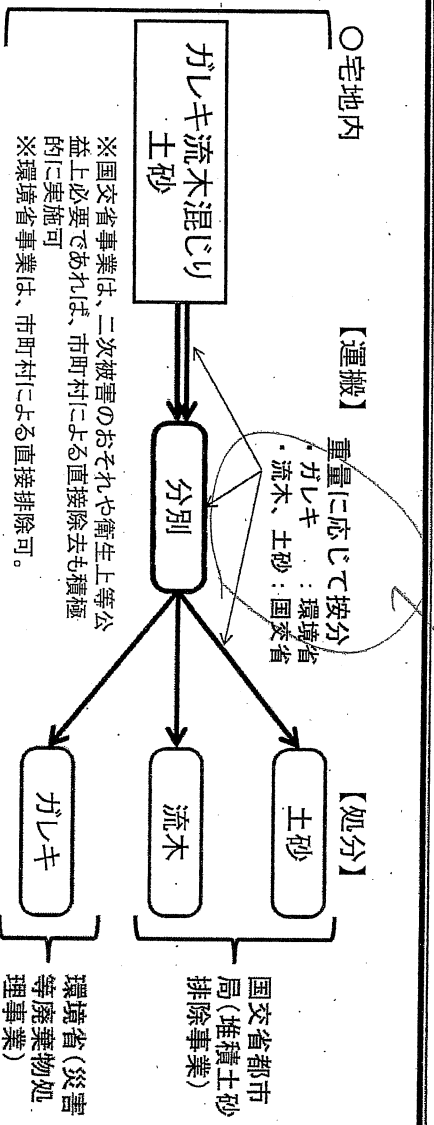 ○宅地内
【運搬】
【処分】
重量に応じて按分
・ガレキ :環境省
・流木、土砂:国交省
ガレキ流木混じり
土砂
分別
土砂
流木
ガレキ
国交省都市
局(堆積土砂
排除事業)
環境省(災害
等廃棄物処
理事業)
※国交省事業は、二次被害のおそれや衛生上等公
益上必要であれば、市町村による直接除去も積極
的に実施可
※環境省事業は、市町村による直接排除可。